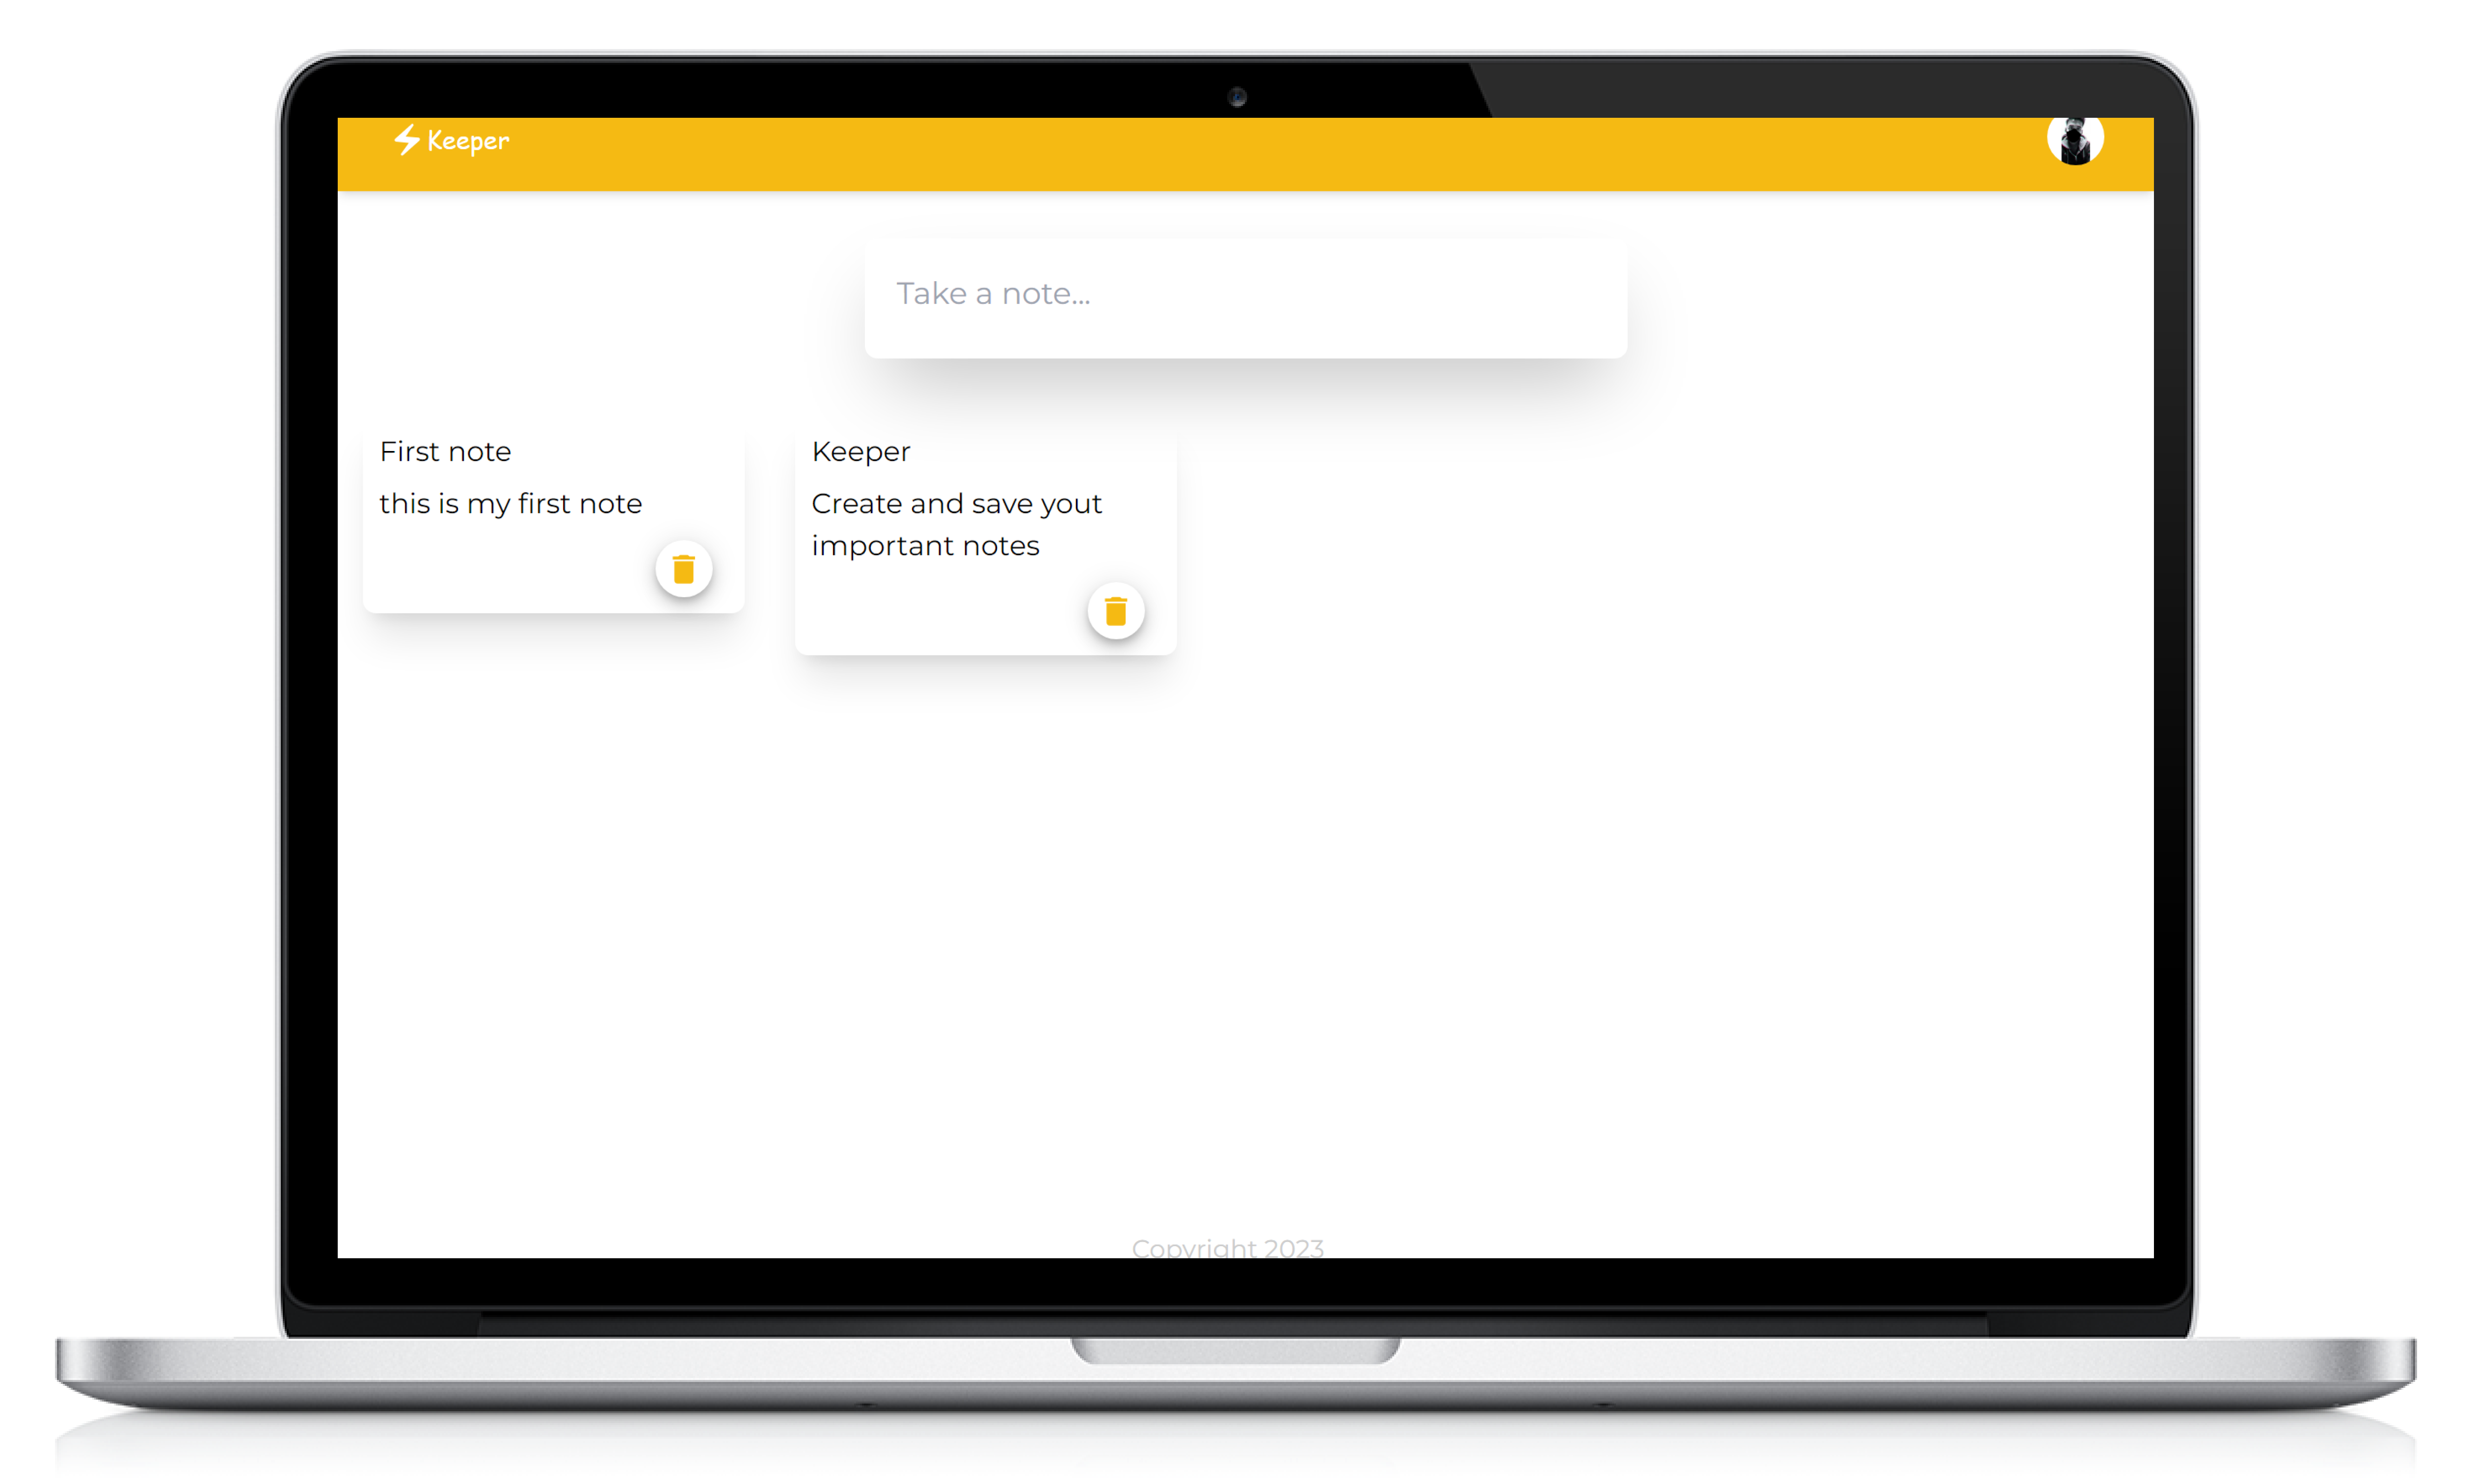 Keeper
Take a note...
First note
this is my first note
Keeper
Create and save yout
important notes
Copyright 2023